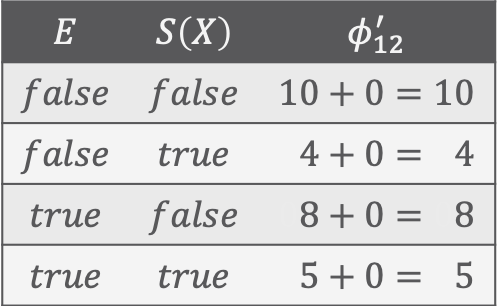 E S(X) ϕ′₁₂
false false 10 + 0 = 10
false true 4 + 0 = 4
true false 8 + 0 = 8
true true 5 + 0 = 5